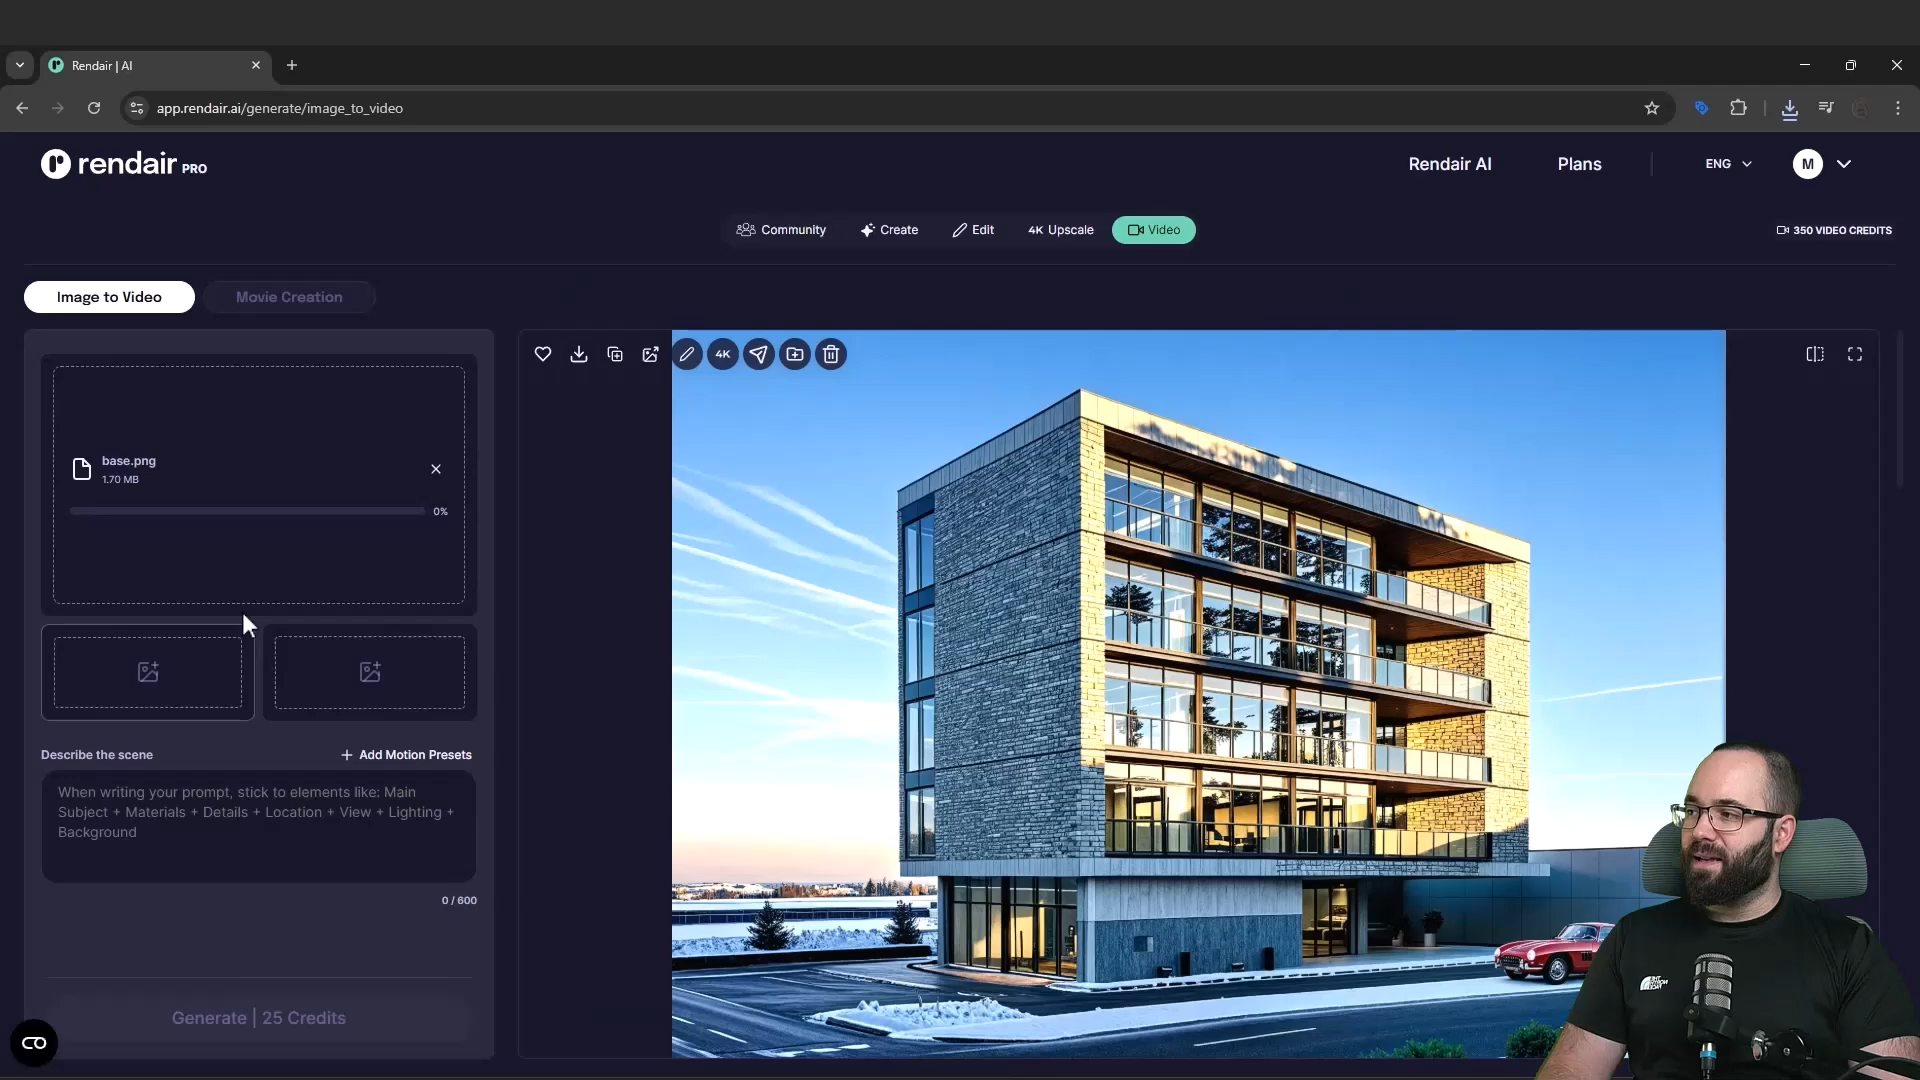 Rendair | AI
app.rendair.ai/generate/image_to_video
rendair PRO
Rendair AI
Plans
ENG
M
Community
Create
Edit
4K Upscale
Video
350 VIDEO CREDITS
Image to Video
Movie Creation
4K
base.png
1.70 MB
0%
Describe the scene
Add Motion Presets
When writing your prompt, stick to elements like: Main
Subject + Materials + Details + Location + View + Lighting +
Background
0 / 600
Generate | 25 Credits
THE
NORTH
FACE